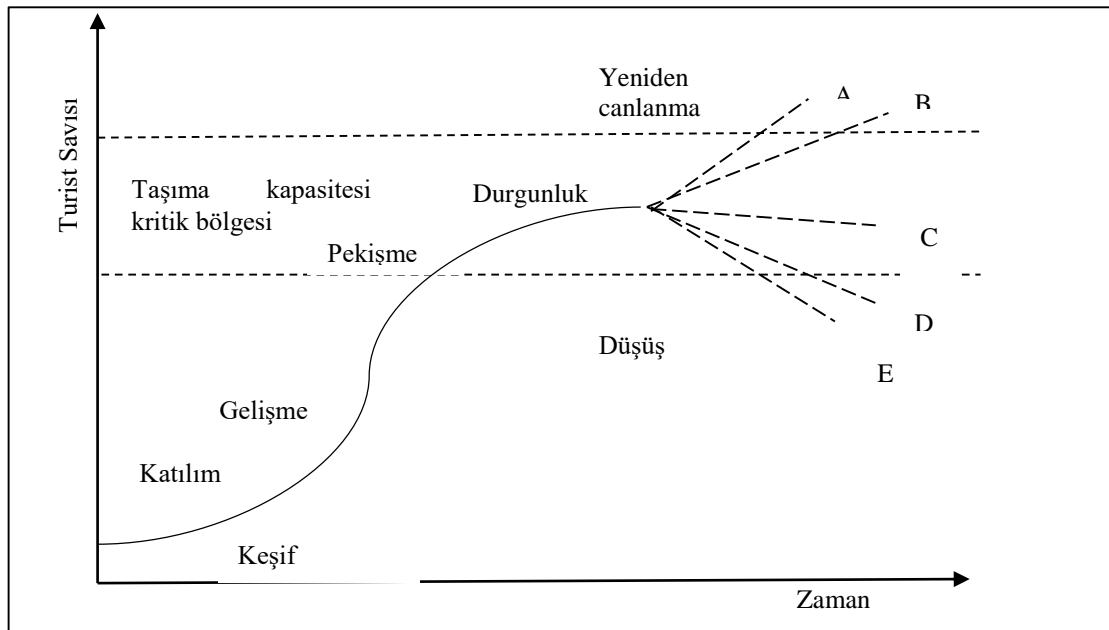 Yeniden
canlanma
A
B
Turist Sayısı
Taşıma kapasitesi
kritik bölgesi
Durgunluk
Pekişme
C
D
Düşüş
E
Gelişme
Katılım
Keşif
Zaman